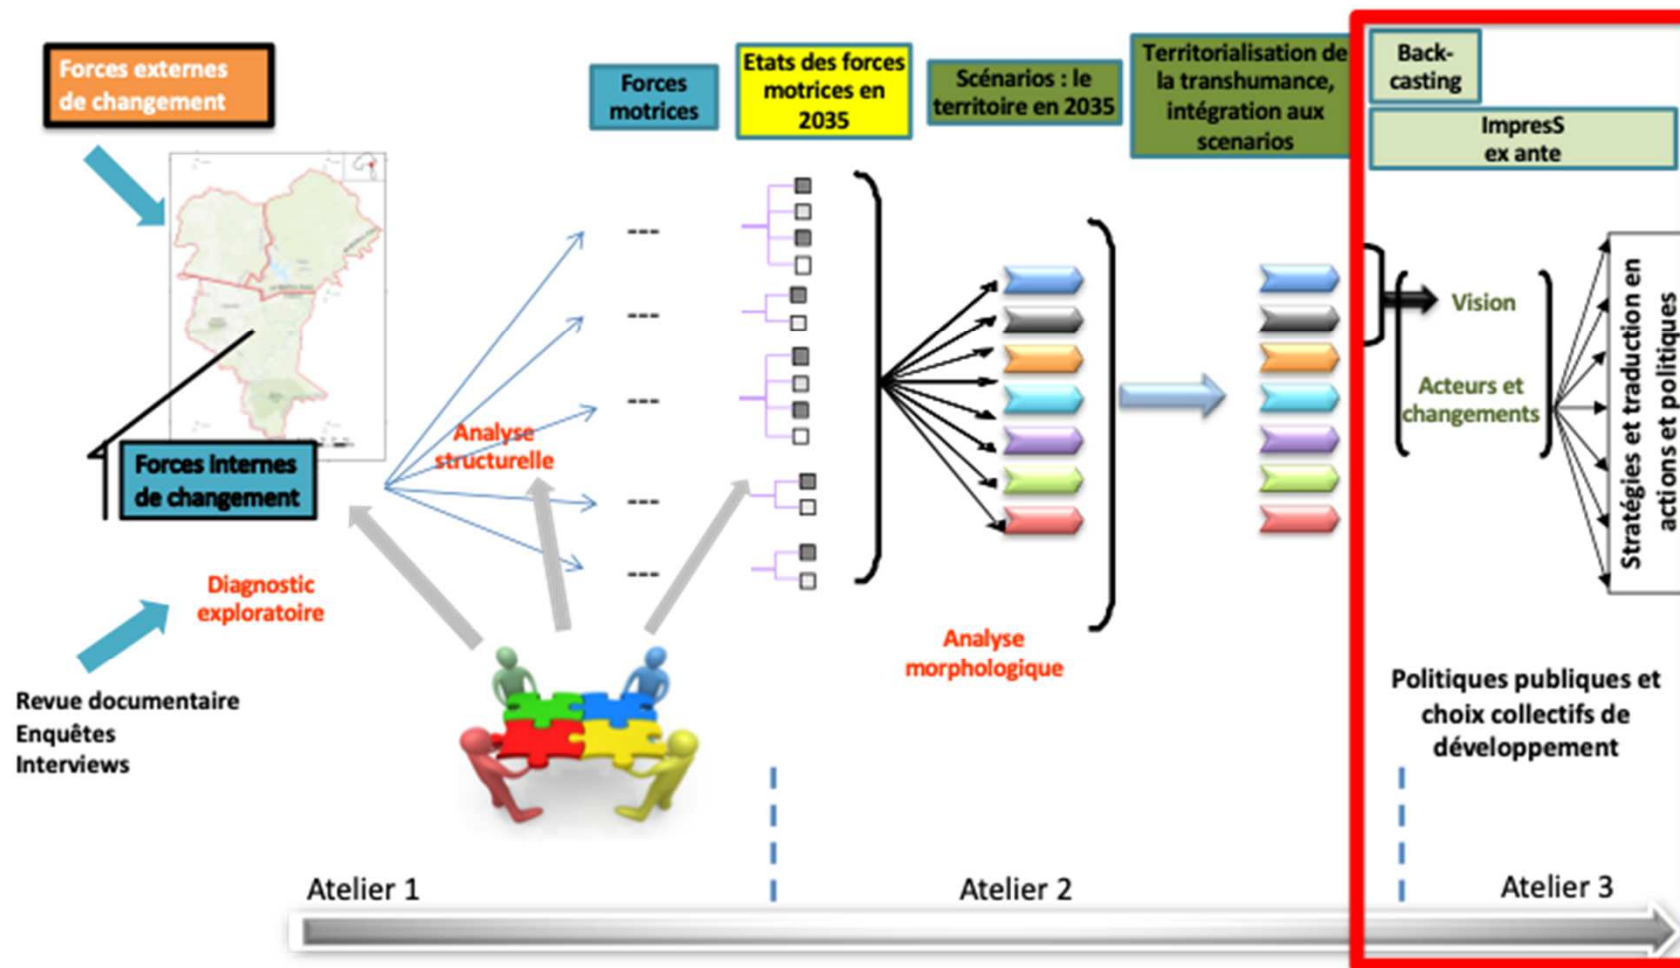 Forces externes
de changement
Forces
motrices
Etats des forces
motrices en
2035
Scénarios : le
territoire en 2035
Territorialisation de
la transhumance,
intégration aux
scenarios
Back-
casting
ImpresS
ex ante
---
---
---
---
---
Analyse
structurelle
Forces internes
de changement
Diagnostic
exploratoire
Revue documentaire
Enquêtes
Interviews
Analyse
morphologique
Vision
Acteurs et
changements
Stratégies et traduction en
actions et politiques
Politiques publiques et
choix collectifs de
développement
Atelier 1
Atelier 2
Atelier 3